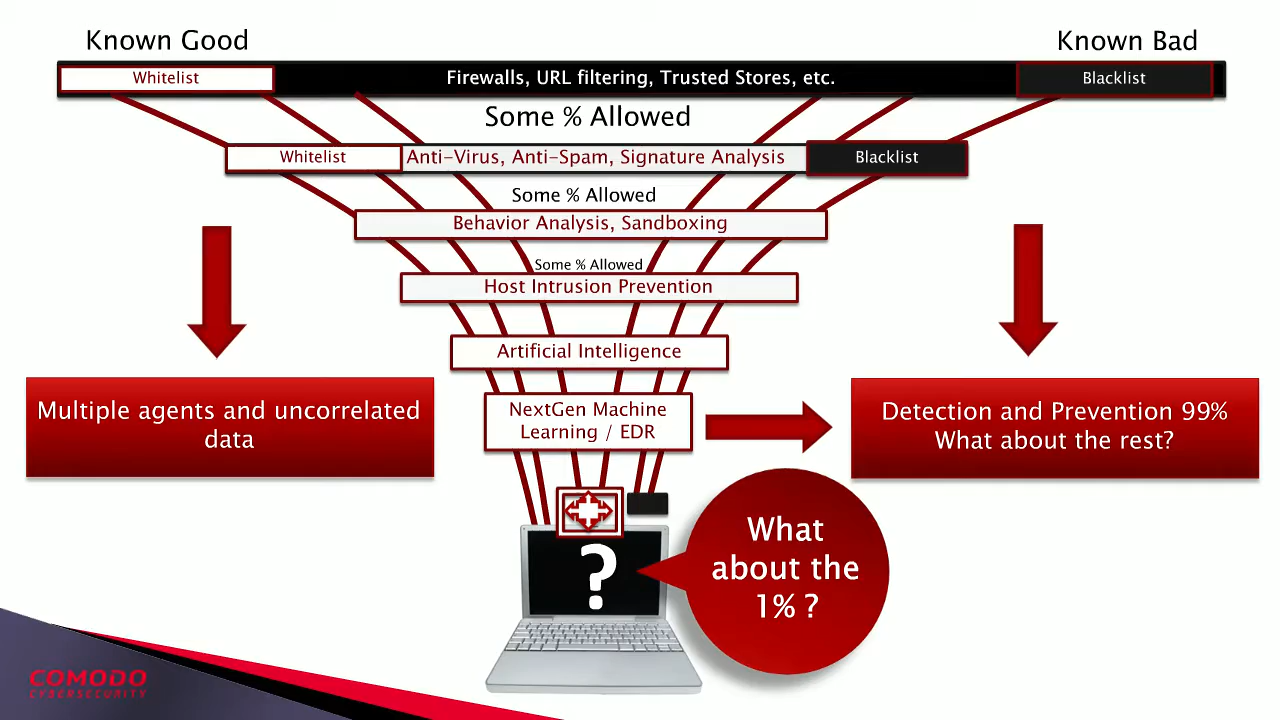 Known Good
Known Bad
Whitelist
Firewalls, URL filtering, Trusted Stores, etc.
Blacklist
Some % Allowed
Whitelist
Anti-Virus, Anti-Spam, Signature Analysis
Blacklist
Some % Allowed
Behavior Analysis, Sandboxing
Some % Allowed
Host Intrusion Prevention
Artificial Intelligence
Multiple agents and uncorrelated
data
NextGen Machine
Learning / EDR
Detection and Prevention 99%
What about the rest?
?
What
about the
1% ?
COMODO
CYBERSECURITY